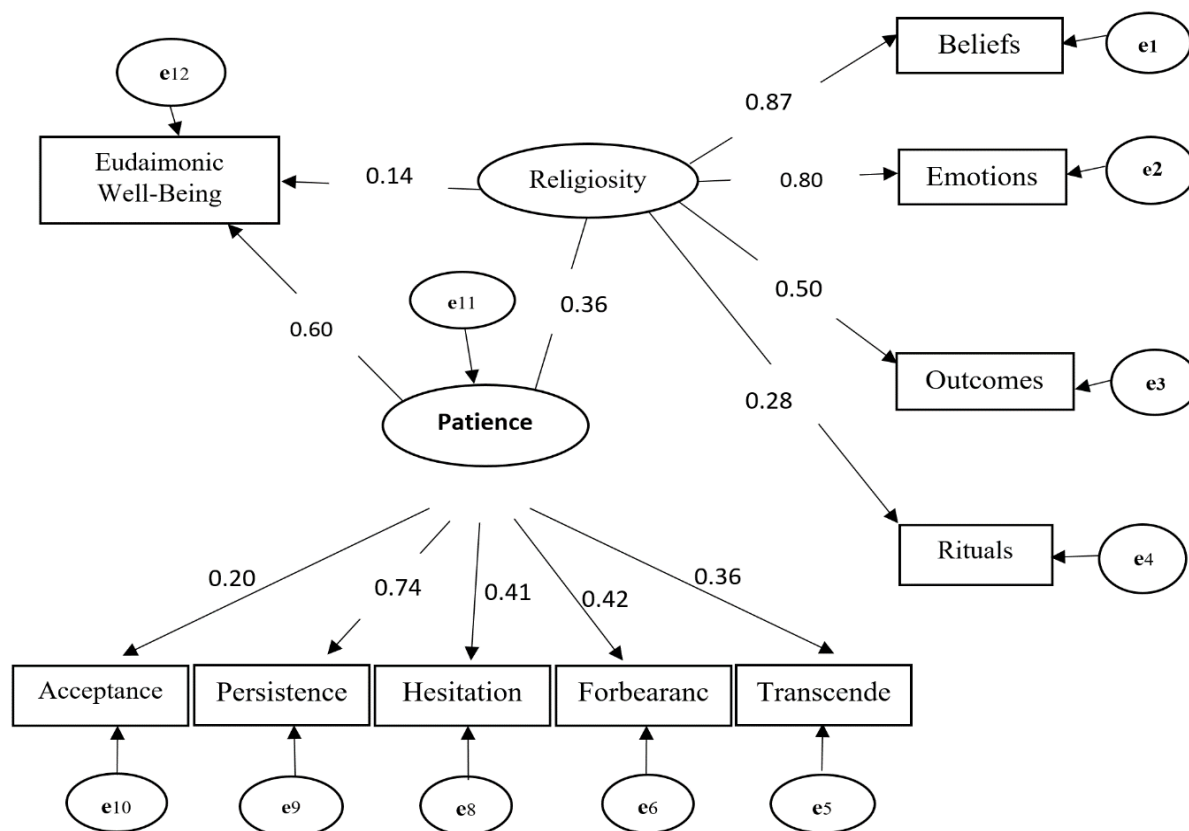 Beliefs
e1
e12
0.87
Eudaimonic
Well-Being
0.14
Religiosity
0.80
Emotions
e2
0.50
e11
0.36
0.60
Outcomes
e3
0.28
Patience
Rituals
e4
0.20
0.74
0.41
0.42
0.36
Acceptance
Persistence
Hesitation
Forbearanc
Transcende
e10
e9
e8
e6
e5